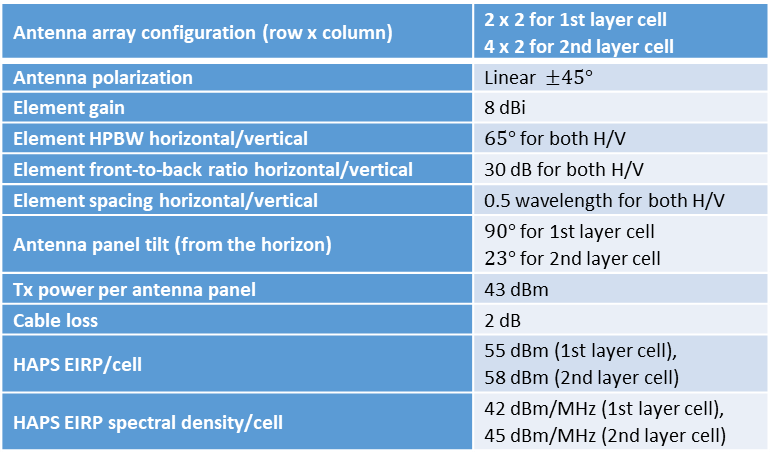 Antenna array configuration (row x column)
2 x 2 for 1st layer cell
4 x 2 for 2nd layer cell
Antenna polarization
Linear ±45°
Element gain
8 dBi
Element HPBW horizontal/vertical
65° for both H/V
Element front-to-back ratio horizontal/vertical
30 dB for both H/V
Element spacing horizontal/vertical
0.5 wavelength for both H/V
Antenna panel tilt (from the horizon)
90° for 1st layer cell
23° for 2nd layer cell
Tx power per antenna panel
43 dBm
Cable loss
2 dB
HAPS EIRP/cell
55 dBm (1st layer cell),
58 dBm (2nd layer cell)
HAPS EIRP spectral density/cell
42 dBm/MHz (1st layer cell),
45 dBm/MHz (2nd layer cell)